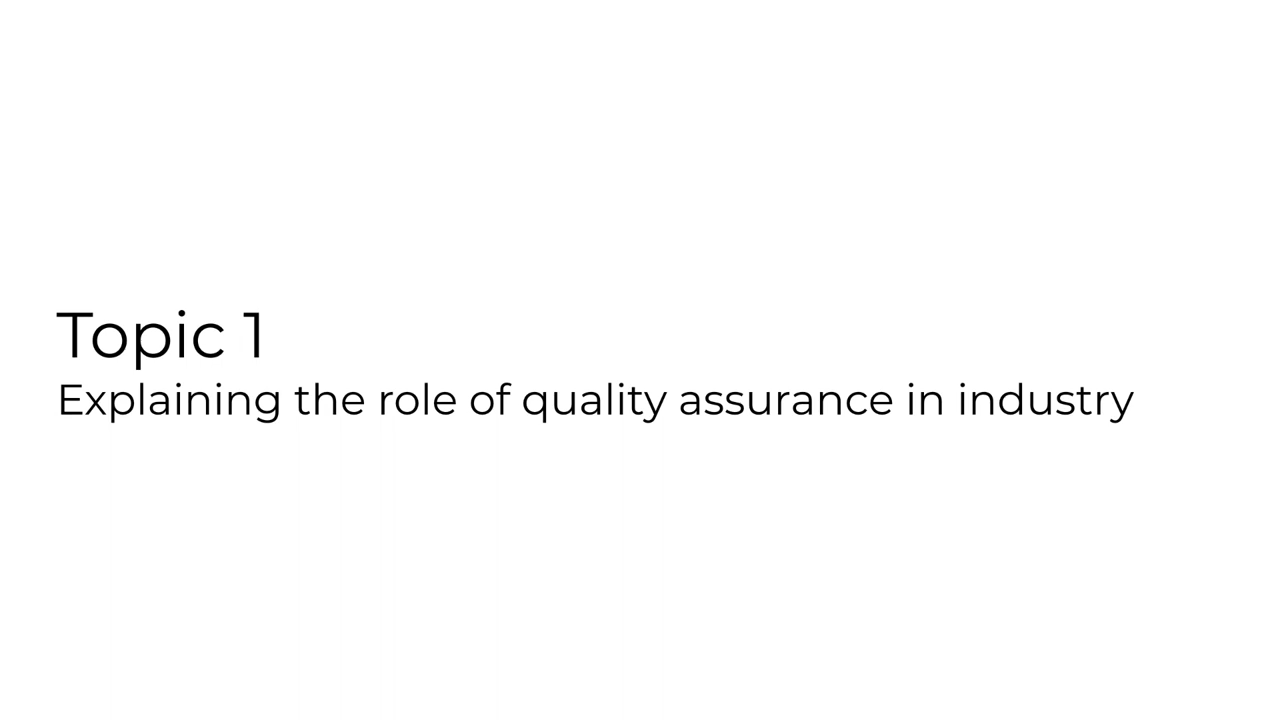 Topic 1
Explaining the role of quality assurance in industry